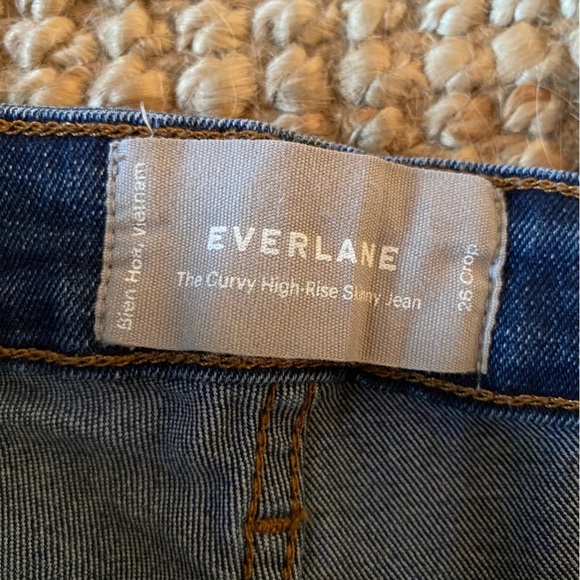 Bien Hoa, Vietnam
EVERLANE
The Curvy High-Rise Skinny Jean
26 Crop